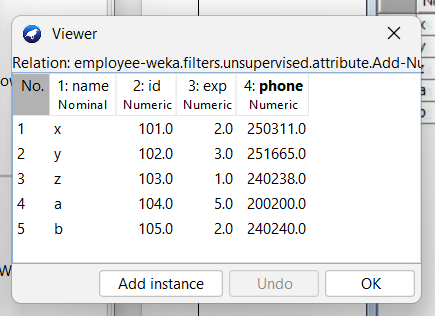 Viewer
Relation: employee-weka.filters.unsupervised.attribute.Add-Nu
No. 1: name 2: id 3: exp 4: phone
Nominal Numeric Numeric Numeric
1 x 101.0 2.0 250311.0
2 y 102.0 3.0 251665.0
3 z 103.0 1.0 240238.0
4 a 104.0 5.0 200200.0
5 b 105.0 2.0 240240.0
Add instance Undo OK